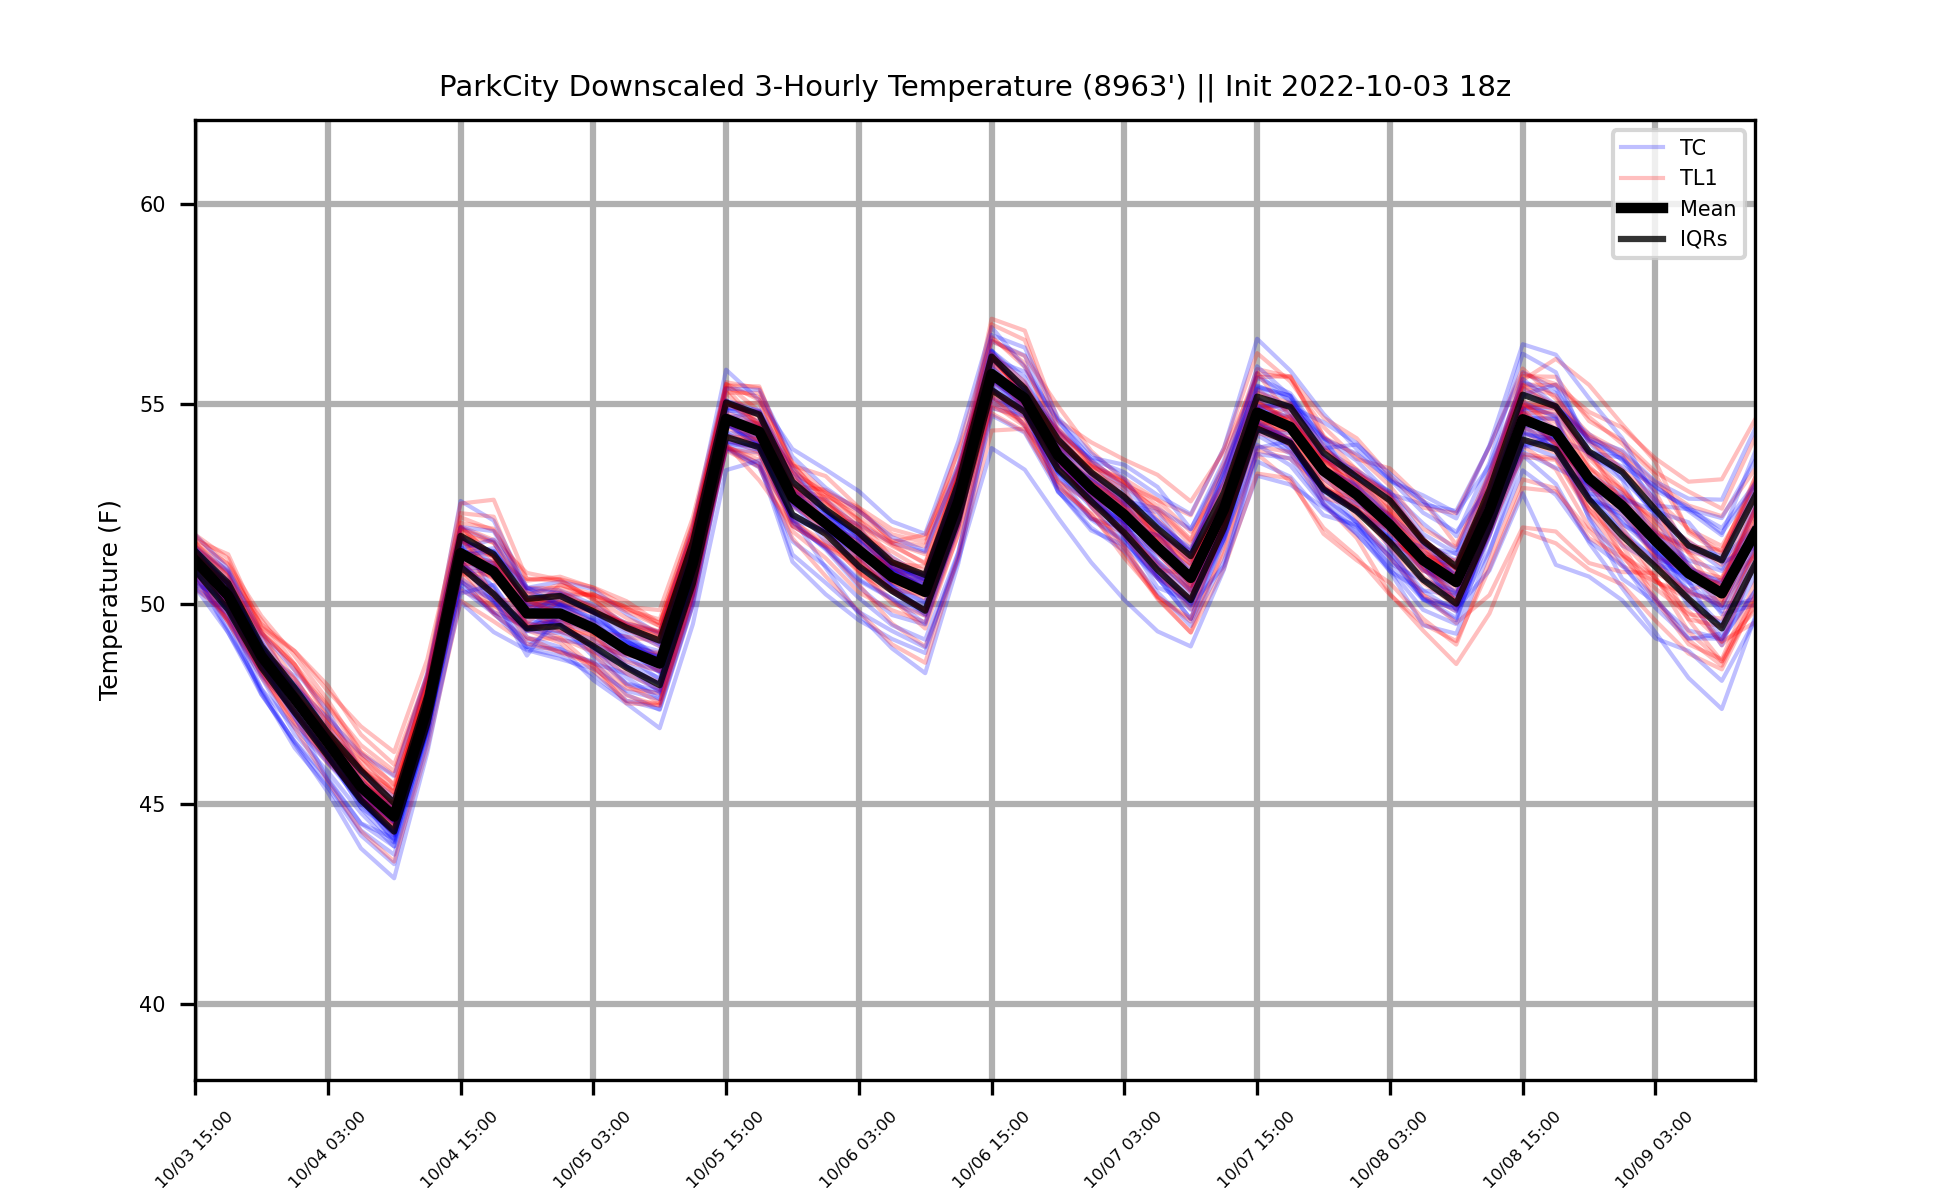 ParkCity Downscaled 3-Hourly Temperature (8963') || Init 2022-10-03 18z
TC
TL1
Mean
IQRs
Temperature (F)
60
55
50
45
40
10/03 15:00
10/04 03:00
10/04 15:00
10/05 03:00
10/05 15:00
10/06 03:00
10/06 15:00
10/07 03:00
10/07 15:00
10/08 03:00
10/08 15:00
10/09 03:00